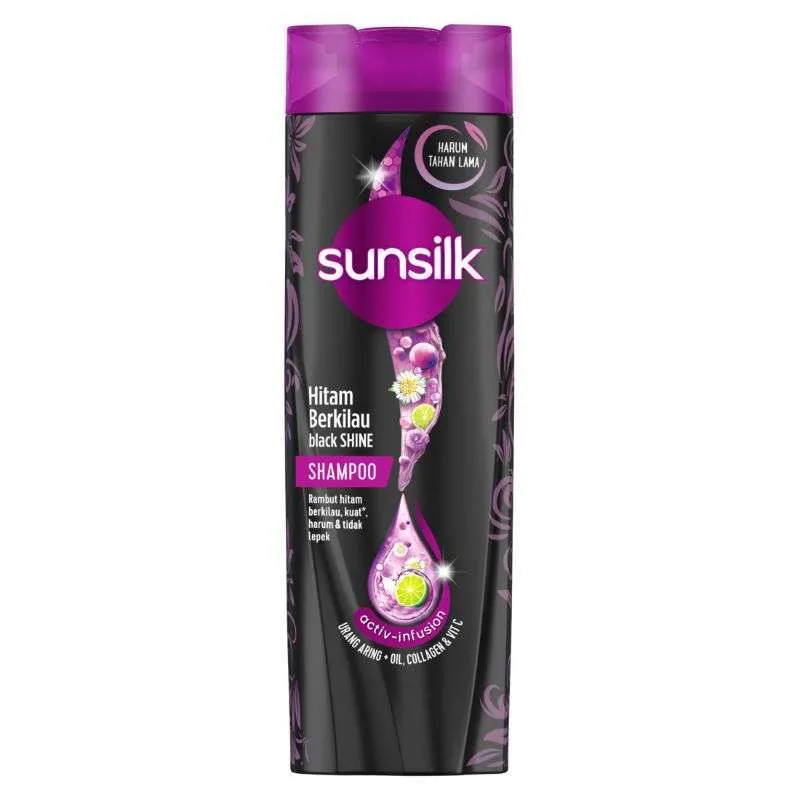 HARUM
TAHAN LAMA
sunsilk
Hitam
Berkilau
black SHINE
SHAMPOO
Rambut hitam
berkilau, kuat*,
harum & tidak
lepek
activ-infusion
URANG ARING + OIL, COLLAGEN & VIT C